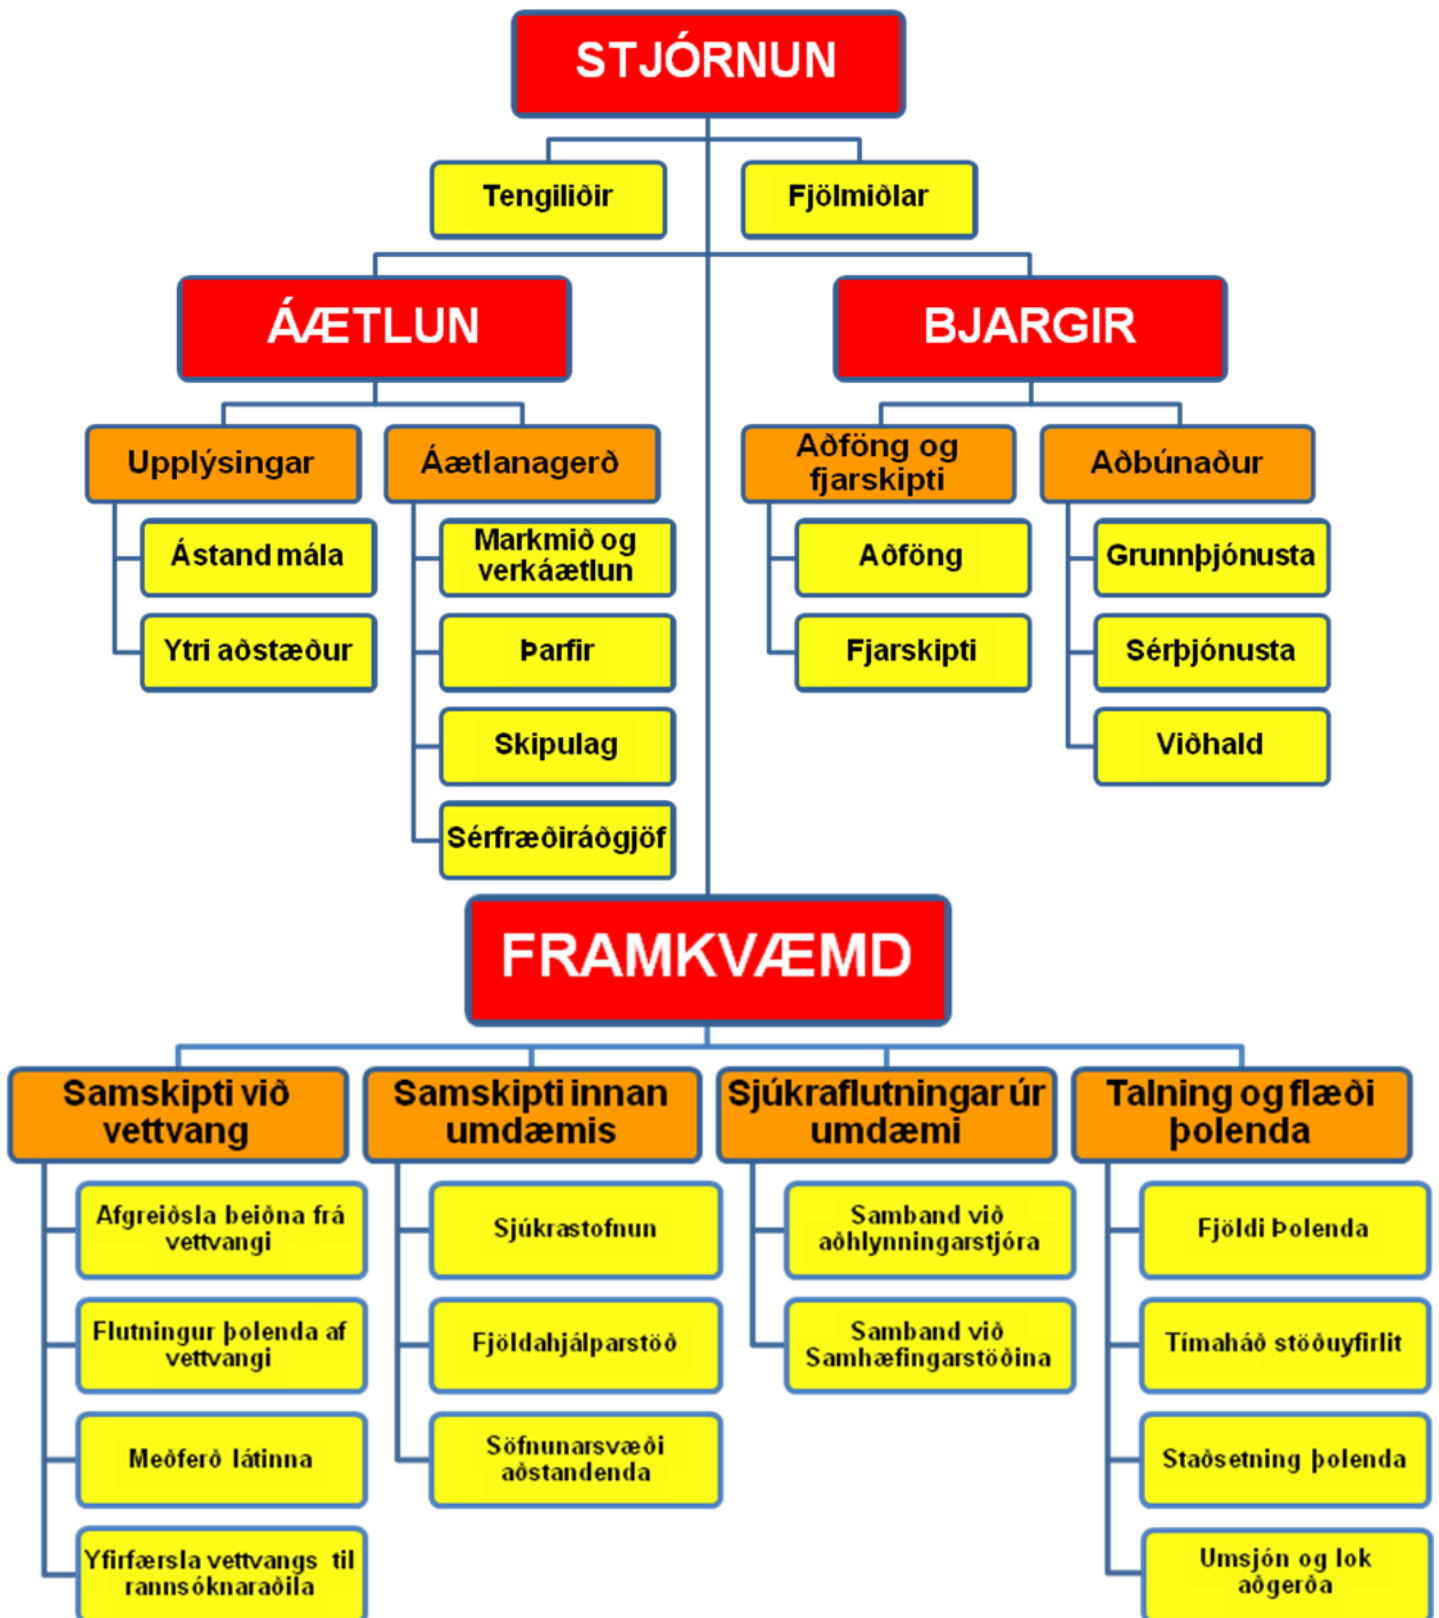 STJÓRNUN
Tengiliðir
Fjölmiðlar
ÁÆTLUN
BJARGIR
Upplýsingar
Áætlanagerð
Aðföng og
fjarskipti
Aðbúnaður
Ástand mála
Markmið og
verkáætlun
Aðföng
Grunnþjónusta
Ytri aðstæður
Þarfir
Fjarskipti
Sérþjónusta
Skipulag
Viðhald
Sérfræðiráðgjöf
FRAMKVÆMD
Samskipti við
vettvang
Samskipti innan
umdæmis
Sjúkraflutningar úr
umdæmi
Talning og flæði
þolenda
Afgreiðsla beiðna frá
vettvangi
Sjúkrastofnun
Samband við
aðhlynningarstjóra
Fjöldi Þolenda
Flutningur þolenda af
vettvangi
Fjöldahjálparstöð
Samband við
Samhæfingarstöðina
Tímaháð stöðuyfirlit
Meðferð látinna
Söfnunarsvæði
aðstandenda
Staðsetning þolenda
Yfirfærsla vettvangs til
rannsóknaraðila
Umsjón og lok
aðgerða